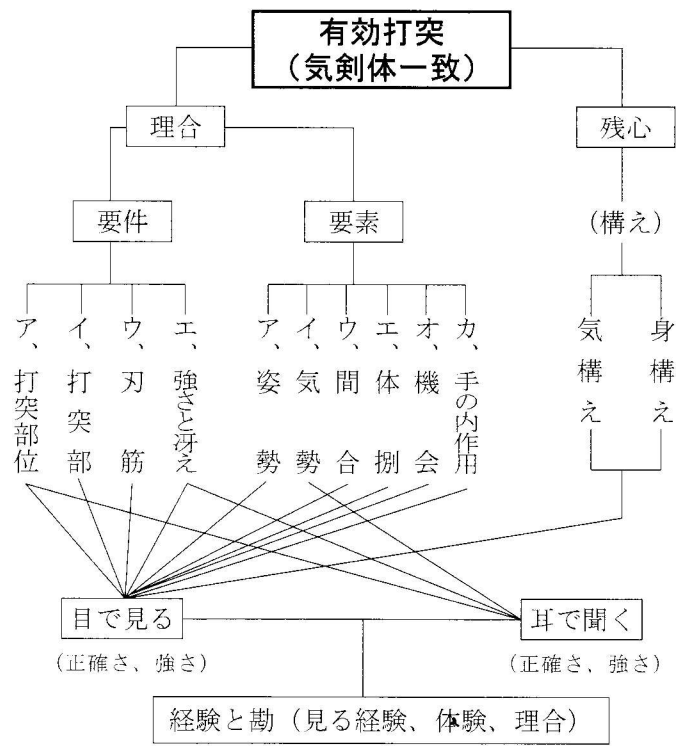 有効打突
(気剣体一致)
理合
残心
要件
要素
(構え)
ア、打突部位
イ、打突部
ウ、刃筋
エ、強さと冴え
ア、姿勢
イ、気勢
ウ、間合
エ、体捌
オ、機会
カ、手の内作用
気構え
身構え
目で見る
耳で聞く
(正確さ、強さ)
(正確さ、強さ)
経験と勘(見る経験、体験、理合)